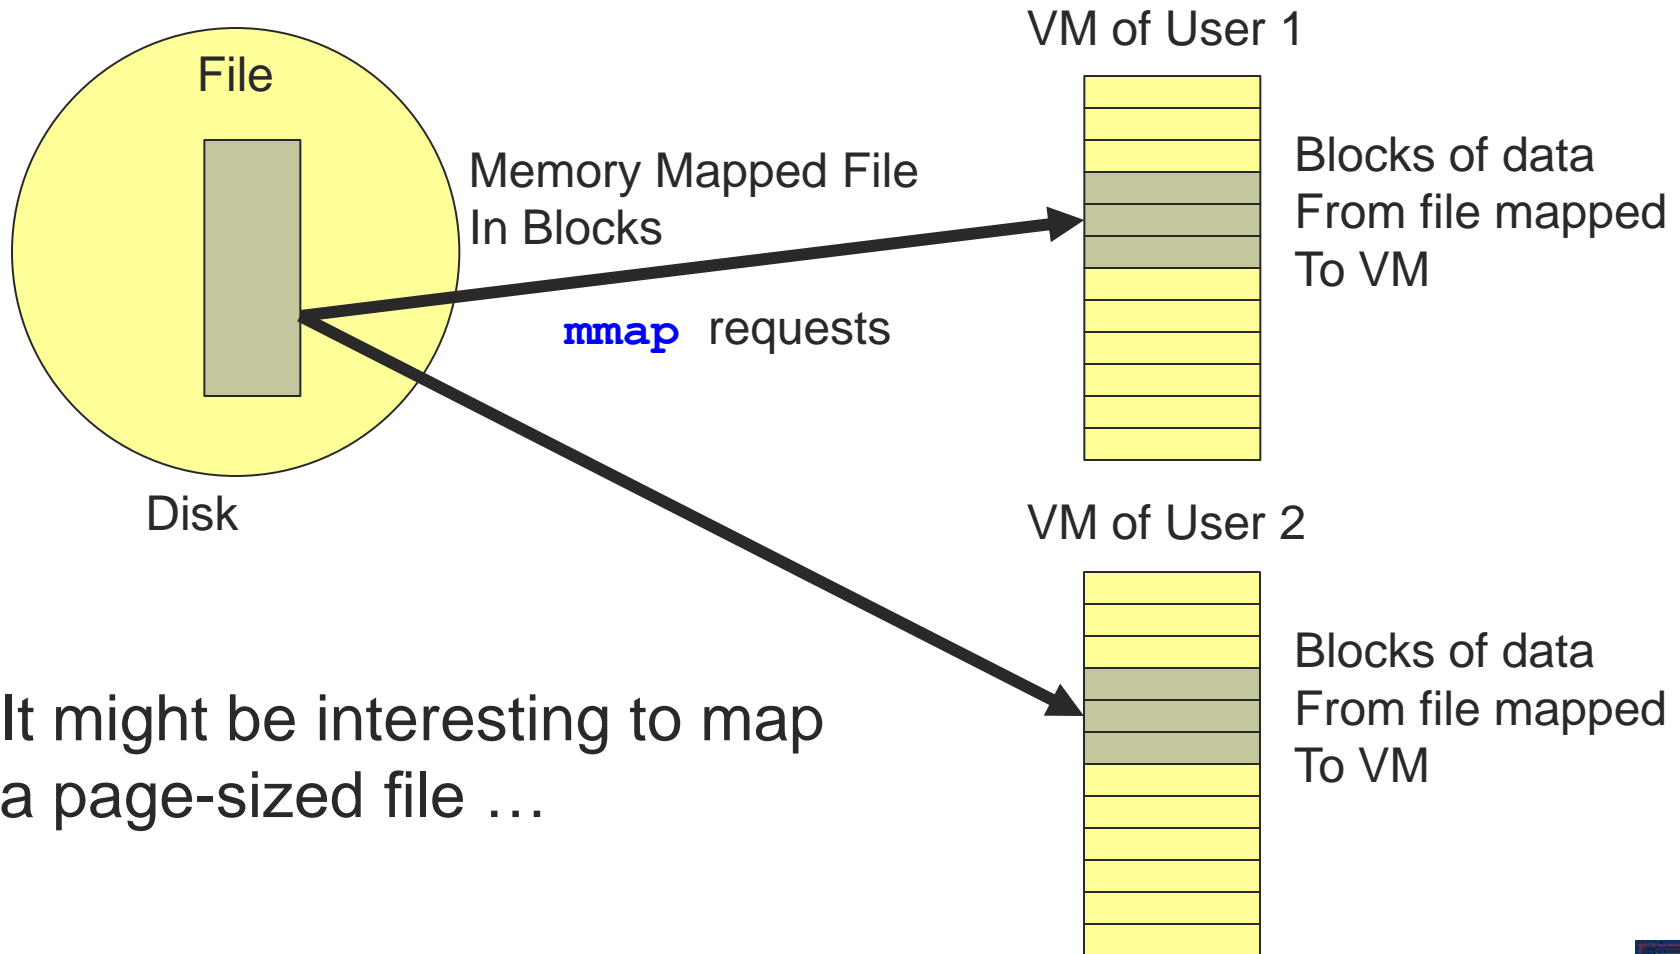 VM of User 1
File
Memory Mapped File
In Blocks
Blocks of data
From file mapped
To VM
mmap requests
Disk
VM of User 2
Blocks of data
From file mapped
To VM
It might be interesting to map
a page-sized file …